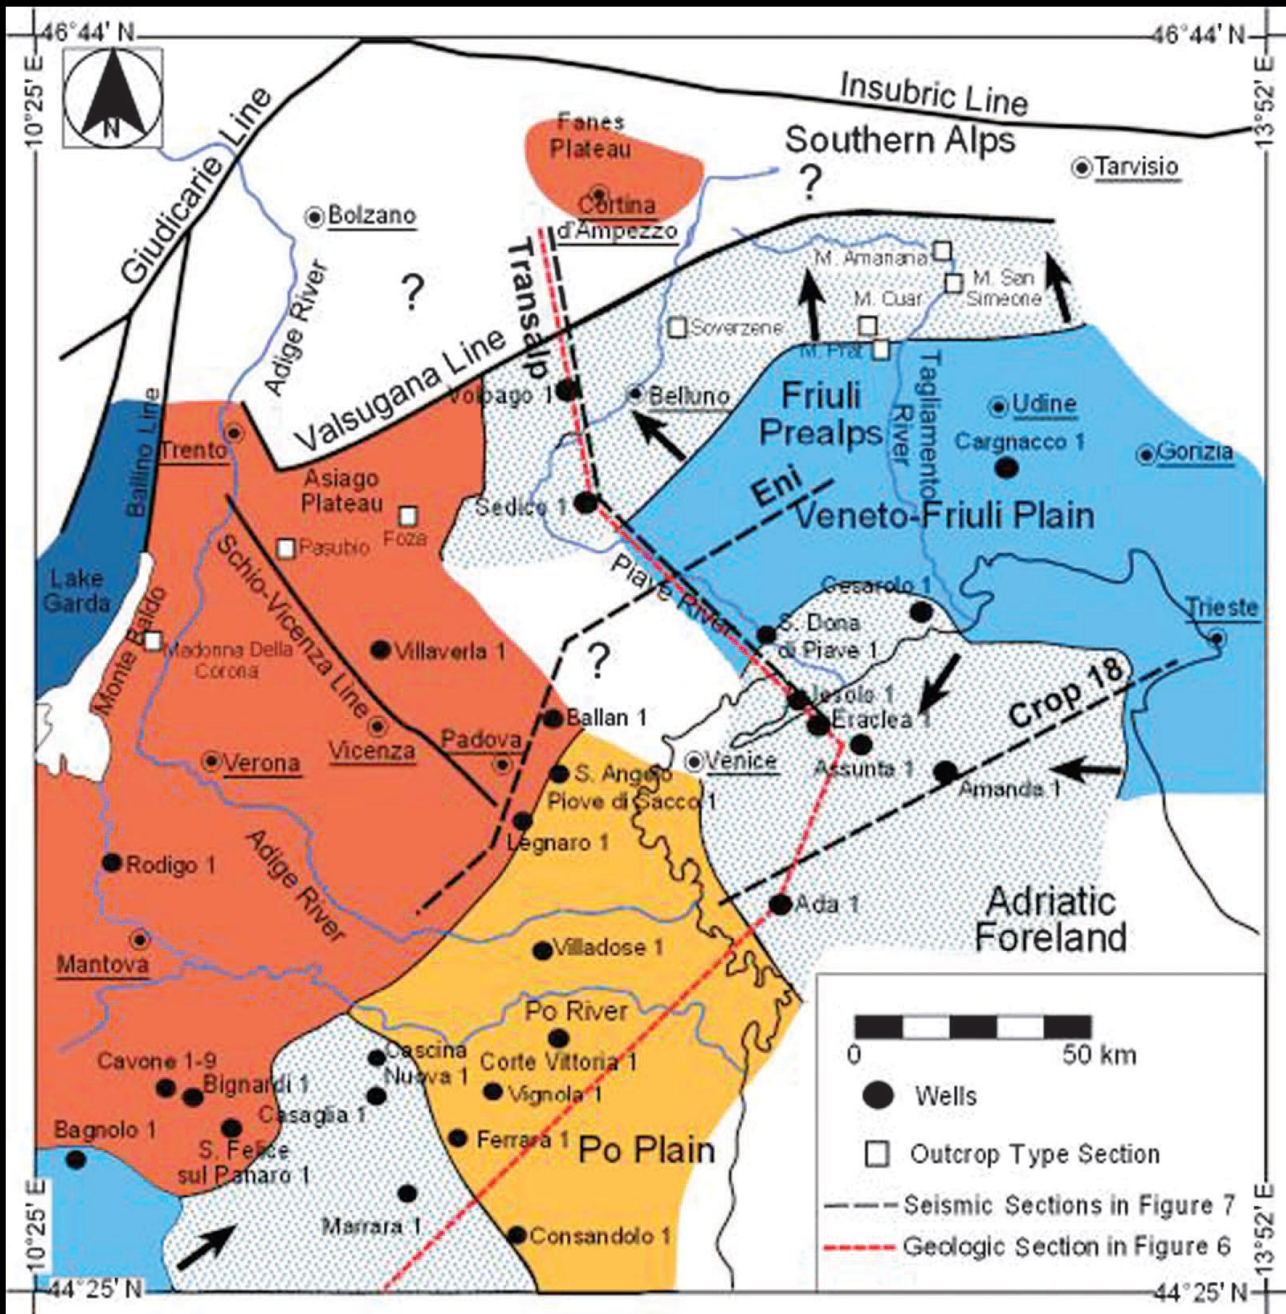 46°44' N
46°44' N
10°25' E
13°52' E
N
Giudicarie Line
Insubric Line
Southern Alps
Fanes
Plateau
?
Tarvisio
Cortina
d'Ampezzo
Bolzano
Transalp
M. Amariana
M. San
Simeone
M. Cuar
?
Adige River
Soverzene
M. Prat
Valsugana Line
Volpago 1
Belluno
Friuli
Prealps
Tagliamento
River
Udine
Cargnacco 1
Gorizia
Ballino Line
Trento
Asiago
Plateau
Foza
Pasubio
Sedico 1
Eni
Veneto-Friuli Plain
Schio-Vicenza Line
Lake
Garda
Monte Baldo
Madonna Della
Corona
Villaverla 1
Piave River
Cesarolo 1
S. Dona
di Piave 1
Trieste
?
Jesolo 1
Eraclea 1
Crop 18
Ballan 1
Vicenza
Padova
Verona
Venice
Assunta 1
Amanda 1
S. Angelo
Piove di Sacco 1
Legnaro 1
Rodigo 1
Adige River
Ada 1
Adriatic
Foreland
Mantova
Villadose 1
Po River
Corte Vittoria 1
Cascina
Nuova 1
Cavone 1-9
Bignardi 1
Casaglia 1
Vignola 1
Bagnolo 1
S. Felice
sul Panaro 1
Ferrara 1
Po Plain
Marrara 1
Consandolo 1
0
50 km
Wells
Outcrop Type Section
Seismic Sections in Figure 7
Geologic Section in Figure 6
10°25' E
13°52' E
44°25' N
44°25' N